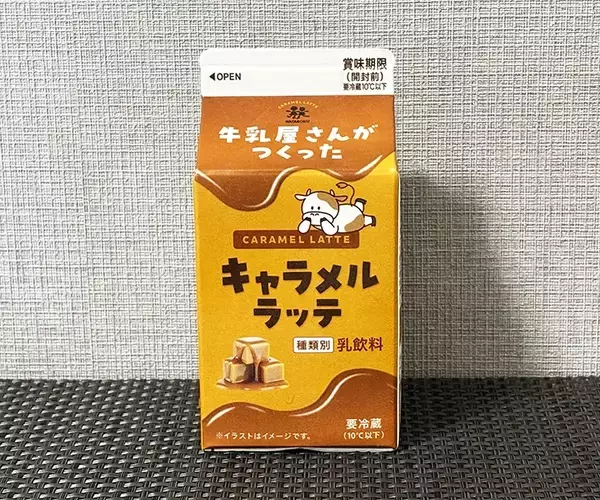 ◀OPEN
賞味期限
(開封前)
要冷蔵10℃以下
CARAMEL LATTE
牛乳屋さんが
つくった
CARAMEL LATTE
キャラメル
ラッテ
種類別 乳飲料
※イラストはイメージです。
要冷蔵
(10℃以下)